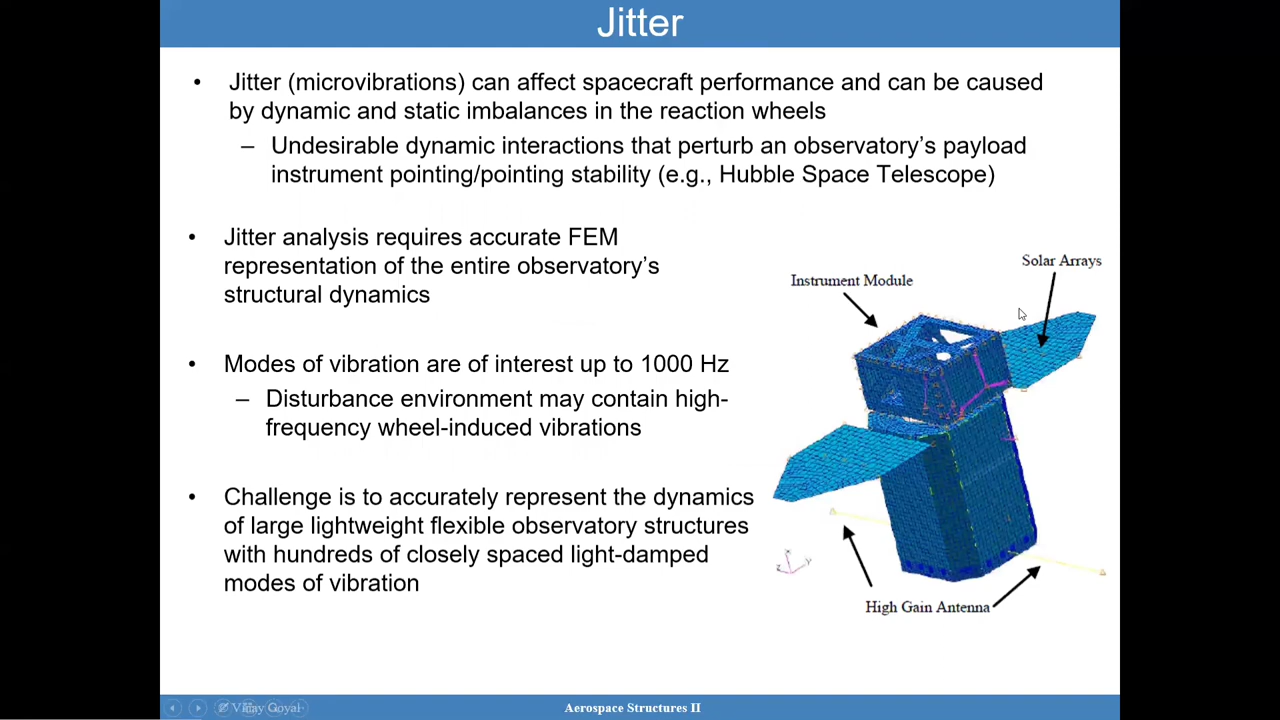 Jitter
• Jitter (microvibrations) can affect spacecraft performance and can be caused
by dynamic and static imbalances in the reaction wheels
– Undesirable dynamic interactions that perturb an observatory’s payload
instrument pointing/pointing stability (e.g., Hubble Space Telescope)
• Jitter analysis requires accurate FEM
representation of the entire observatory’s
structural dynamics
• Modes of vibration are of interest up to 1000 Hz
– Disturbance environment may contain high-
frequency wheel-induced vibrations
• Challenge is to accurately represent the dynamics
of large lightweight flexible observatory structures
with hundreds of closely spaced light-damped
modes of vibration
Solar Arrays
Instrument Module
High Gain Antenna
Vinay Goyal
Aerospace Structures II